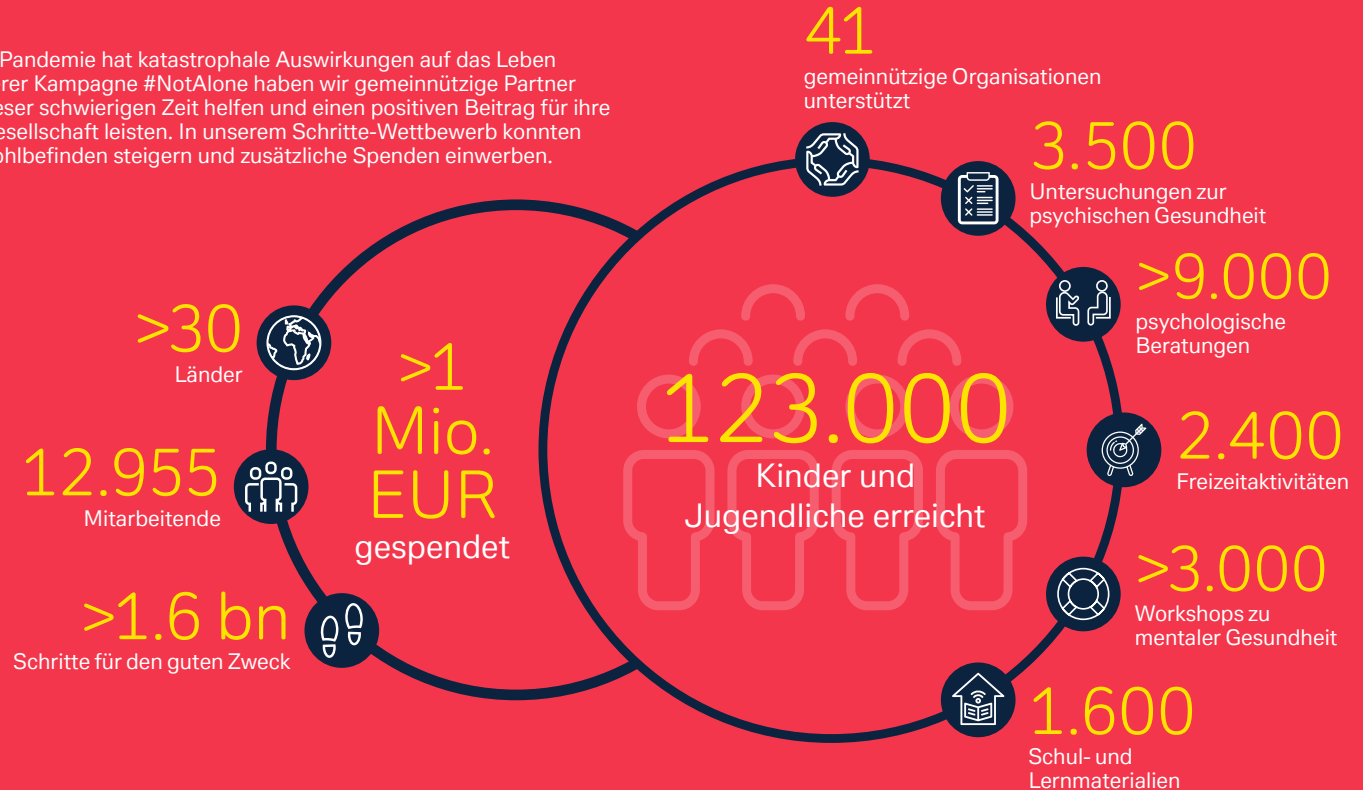 Pandemie hat katastrophale Auswirkungen auf das Leben
erer Kampagne #NotAlone haben wir gemeinnützige Partner
ieser schwierigen Zeit helfen und einen positiven Beitrag für ihre
esellschaft leisten. In unserem Schritte-Wettbewerb konnten
ohlbefinden steigern und zusätzliche Spenden einwerben.
41
gemeinnützige Organisationen
unterstützt
3.500
Untersuchungen zur
psychischen Gesundheit
>9.000
psychologische
Beratungen
2.400
Freizeitaktivitäten
>3.000
Workshops zu
mentaler Gesundheit
1.600
Schul- und
Lernmaterialien
>30
Länder
12.955
Mitarbeitende
>1.6 bn
Schritte für den guten Zweck
>1
Mio.
EUR
gespendet
123.000
Kinder und
Jugendliche erreicht